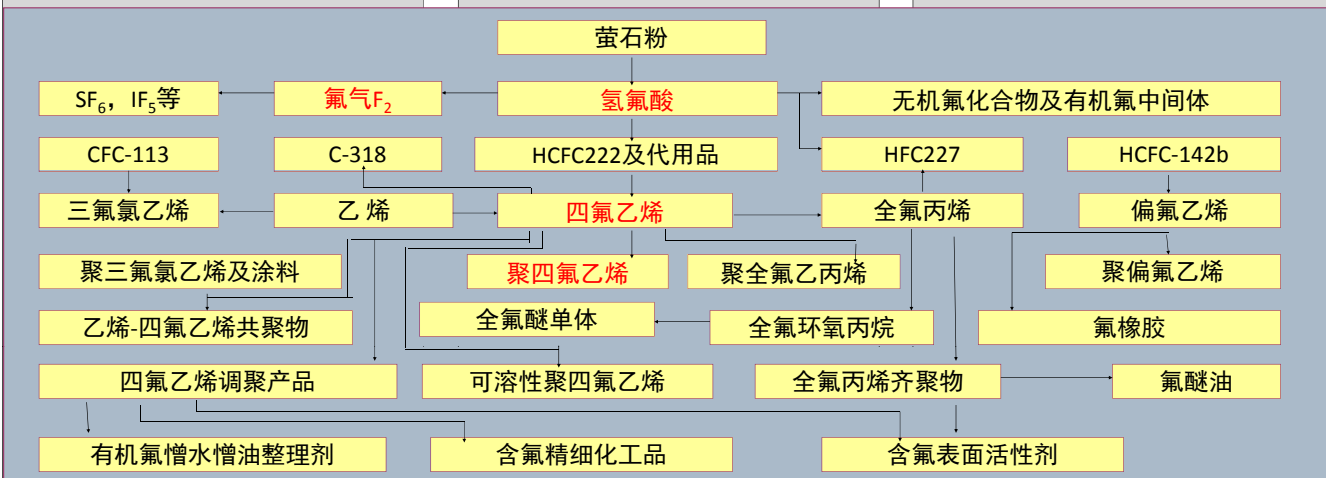 萤石粉
SF₆，IF₅等
氟气F₂
氢氟酸
无机氟化合物及有机氟中间体
CFC-113
C-318
HCFC222及代用品
HFC227
HCFC-142b
三氟氯乙烯
乙 烯
四氟乙烯
全氟丙烯
偏氟乙烯
聚三氟氯乙烯及涂料
聚四氟乙烯
聚全氟乙丙烯
聚偏氟乙烯
乙烯-四氟乙烯共聚物
全氟醚单体
全氟环氧丙烷
氟橡胶
四氟乙烯调聚产品
可溶性聚四氟乙烯
全氟丙烯齐聚物
氟醚油
有机氟憎水憎油整理剂
含氟精细化工品
含氟表面活性剂